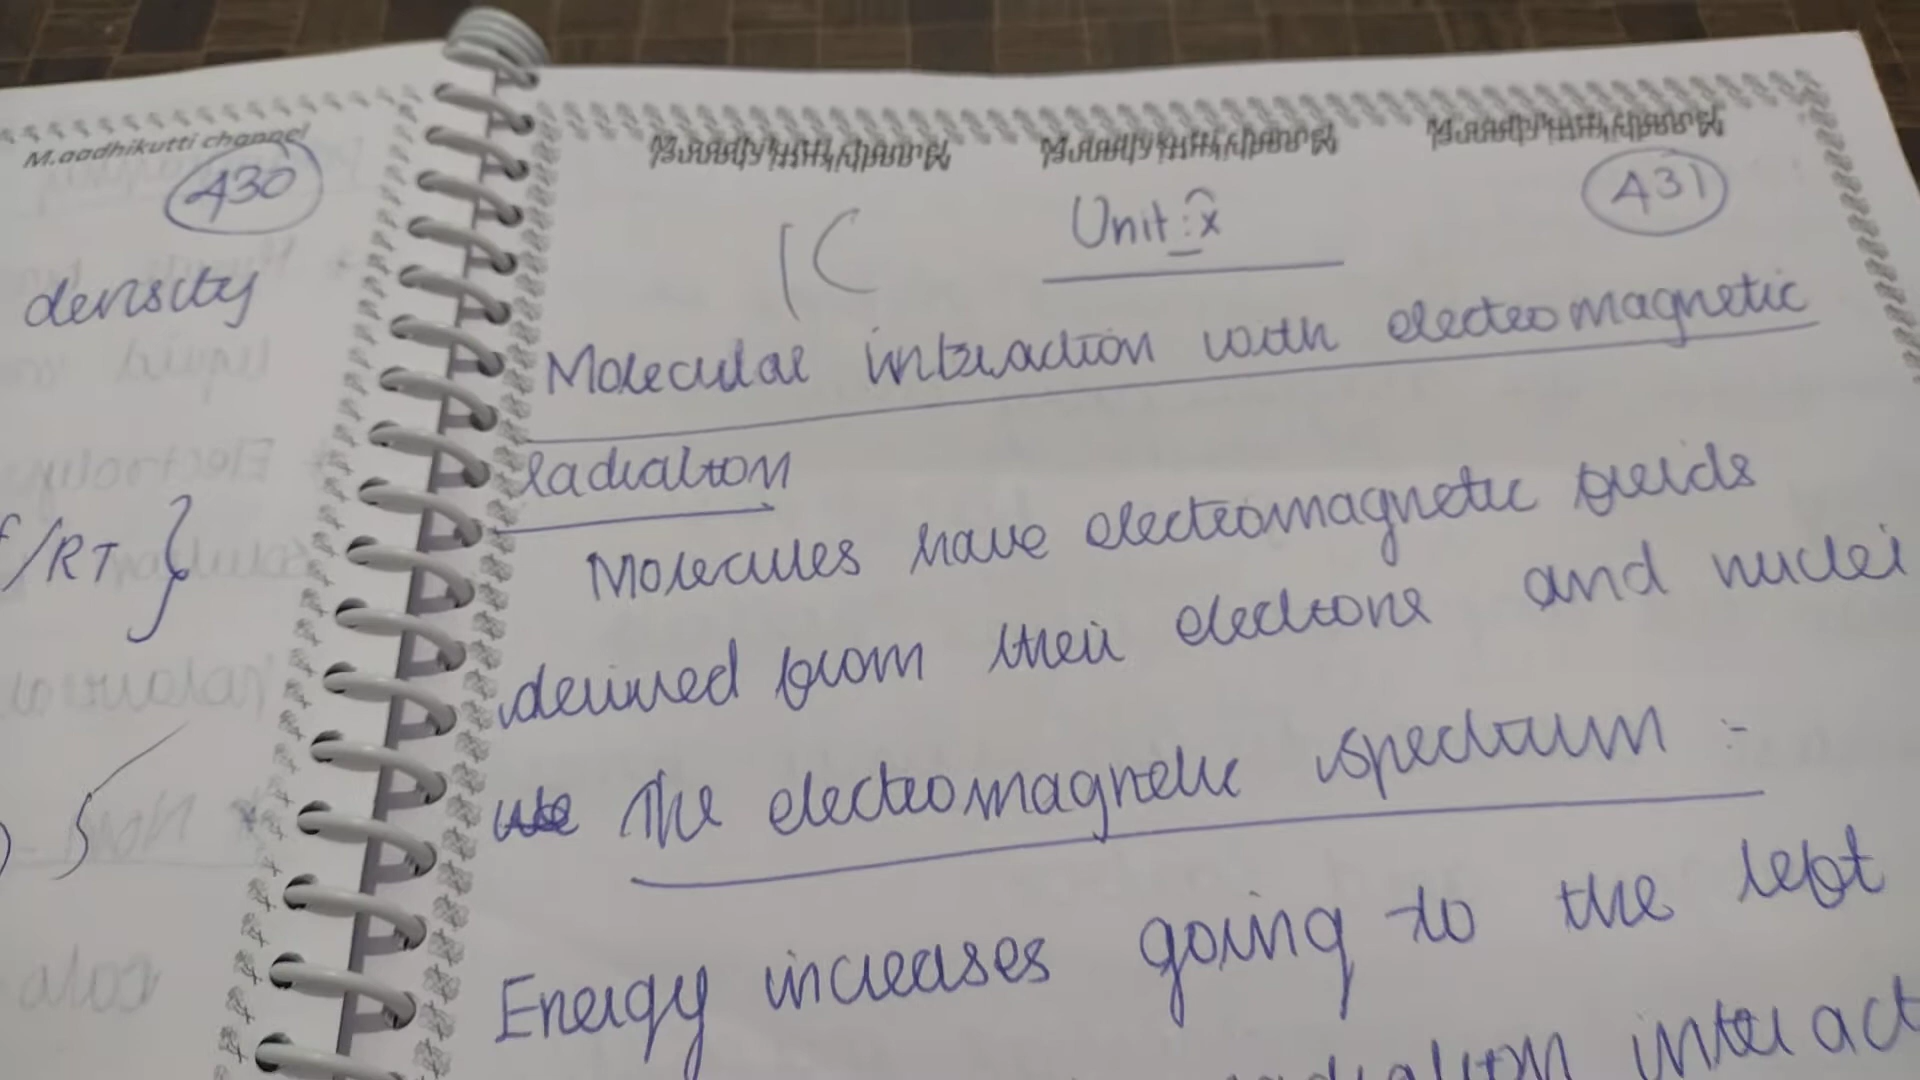 M.aadhikutti channel
430
density
/RT }
431
Unit : x
Molecular interaction with electromagnetic
radiation
Molecules have electromagnetic fields
derived from their electrons and nuclei
The electromagnetic spectrum :-
Energy increases going to the left
radiation interact